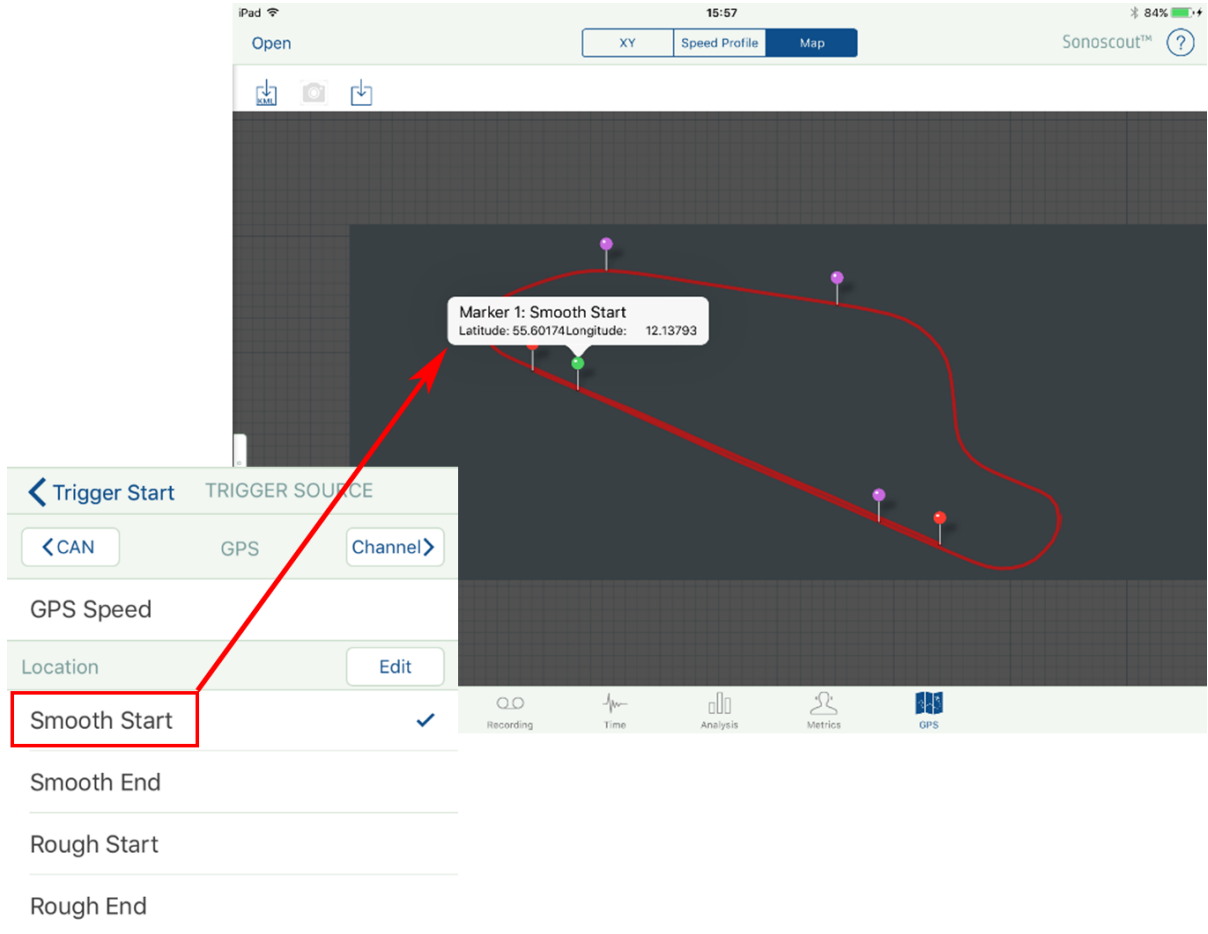 iPad 15:57 84%
Open XY Speed Profile Map Sonoscout™ ?
KML
Marker 1: Smooth Start
Latitude: 55.60174Longitude: 12.13793
Trigger Start TRIGGER SOURCE
CAN GPS Channel
GPS Speed
Location Edit
Smooth Start
Smooth End
Rough Start
Rough End
Recording Time Analysis Metrics GPS